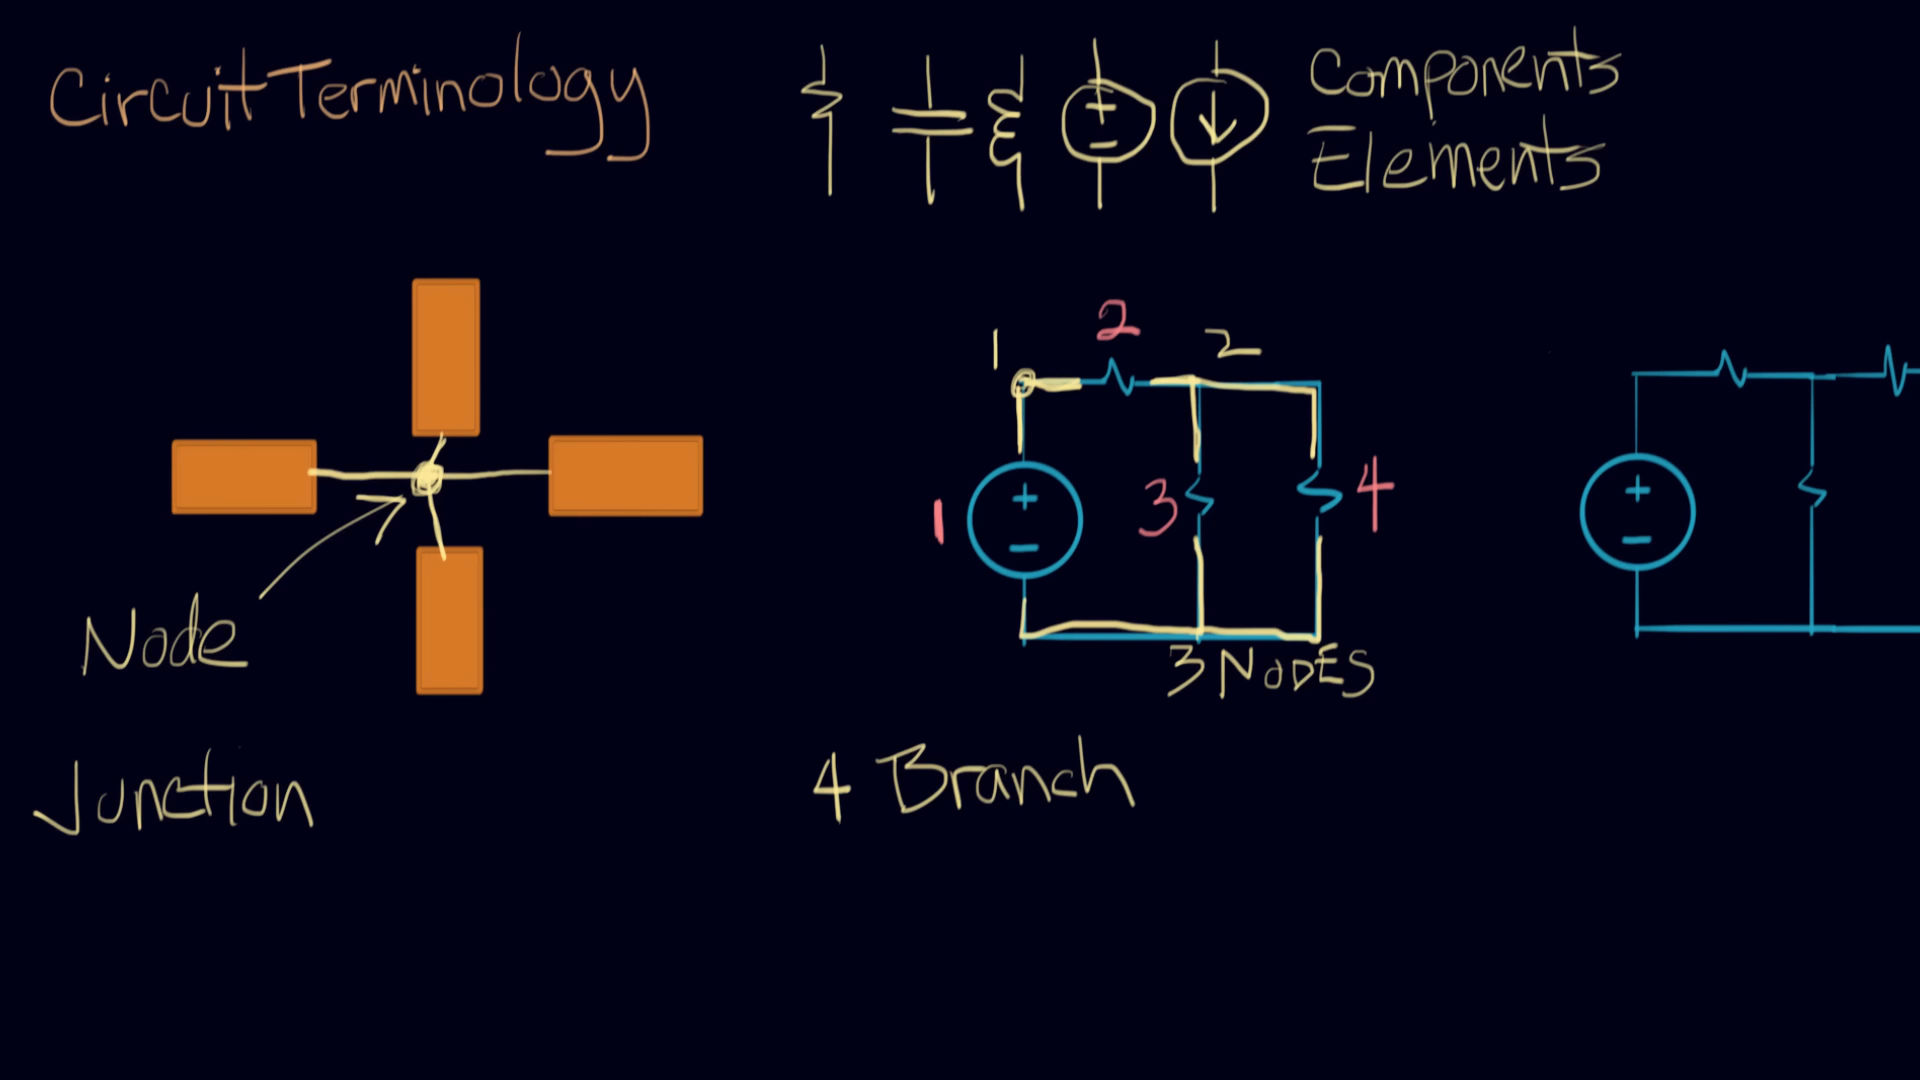 Circuit Terminology
Components
Elements
+
−
1
2
2
1
3
4
+
−
+
−
Node
3 NODES
Junction
4 Branch